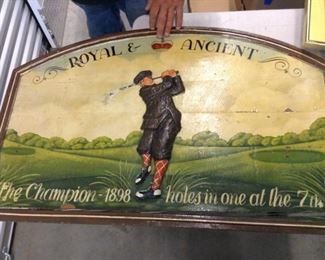 ROYAL & ANCIENT
The Champion - 1898 holes in one at the 7th